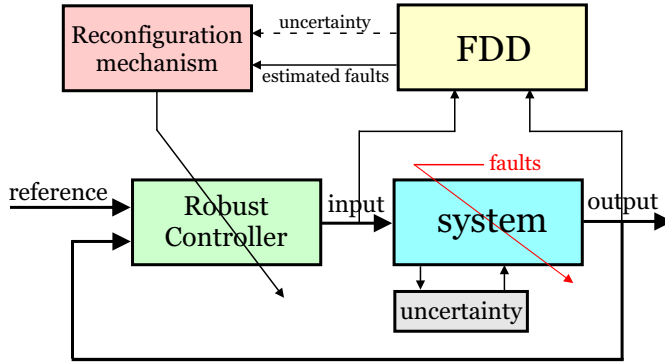 uncertainty
Reconfiguration
mechanism
FDD
estimated faults
faults
reference
Robust
Controller
input
system
output
uncertainty